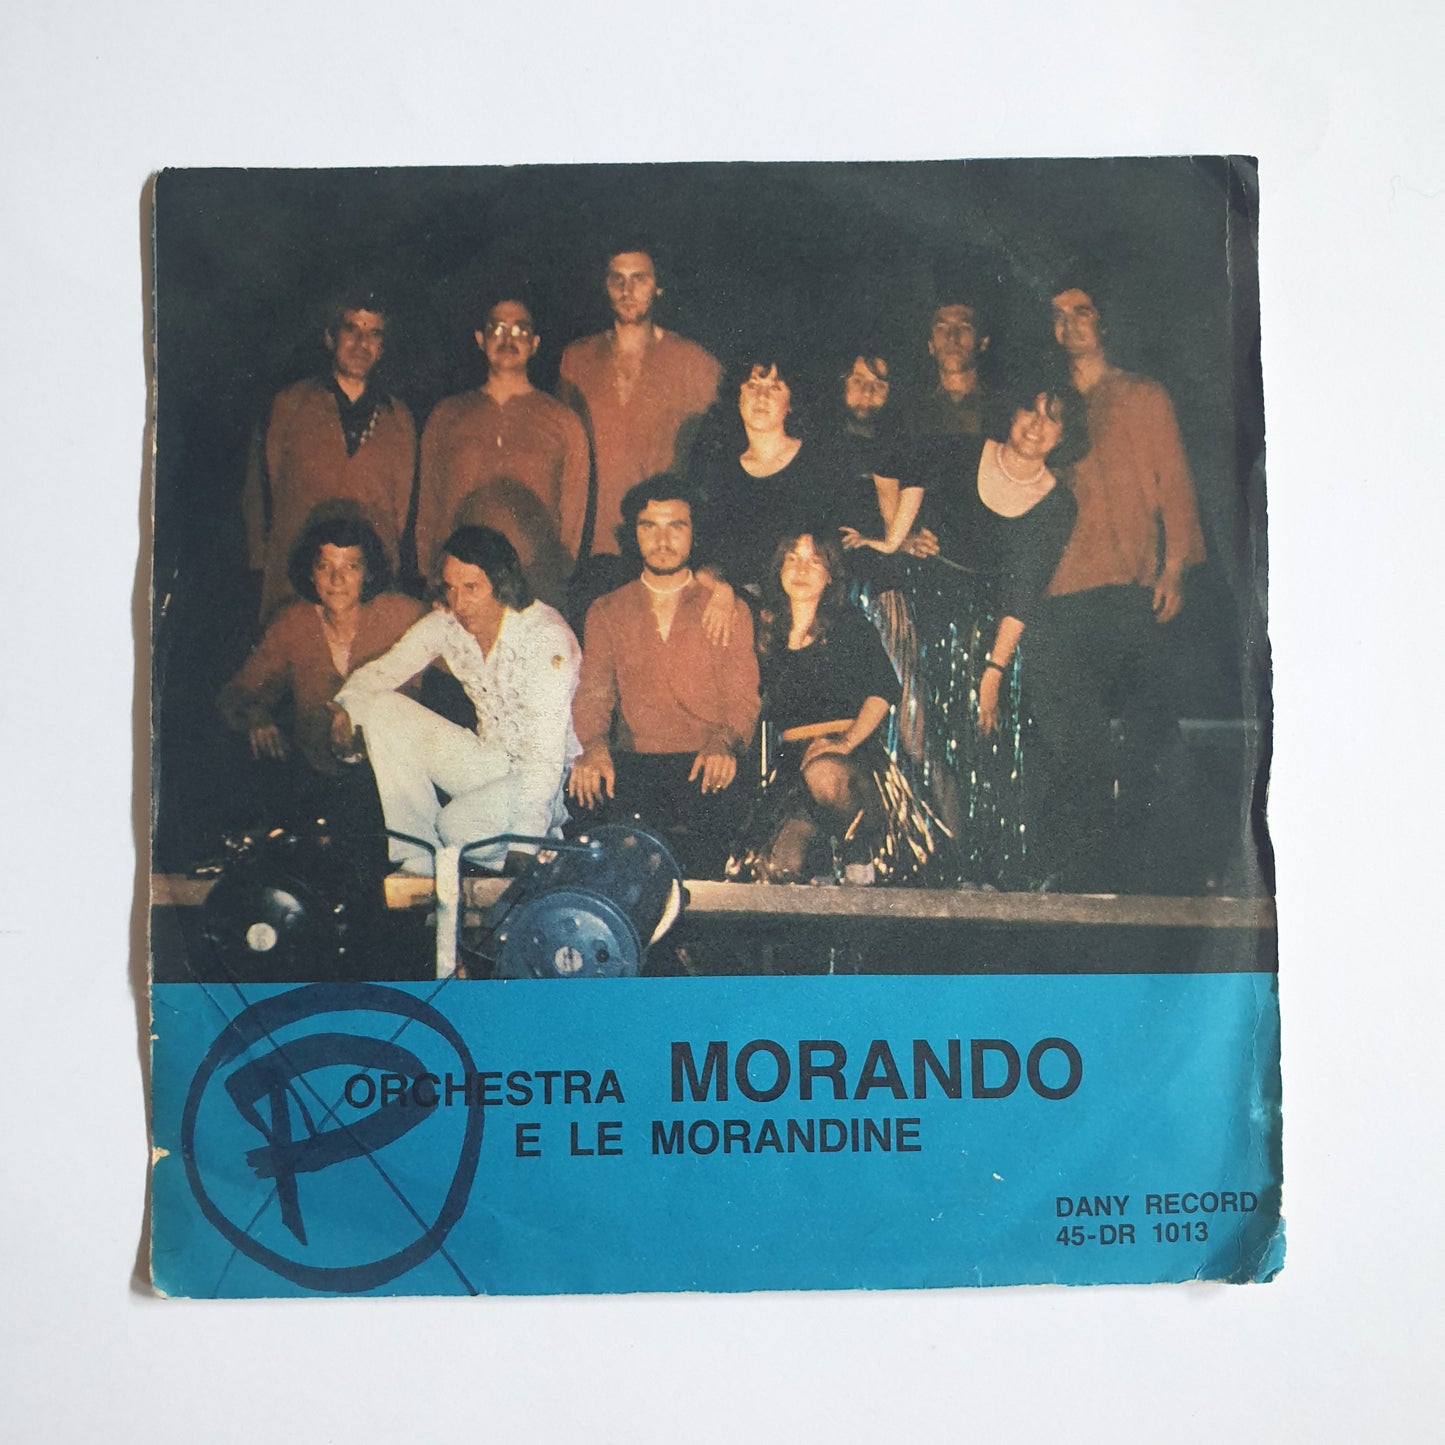 ORCHESTRA MORANDO
E LE MORANDINE
P
DANY RECORD
45-DR 1013